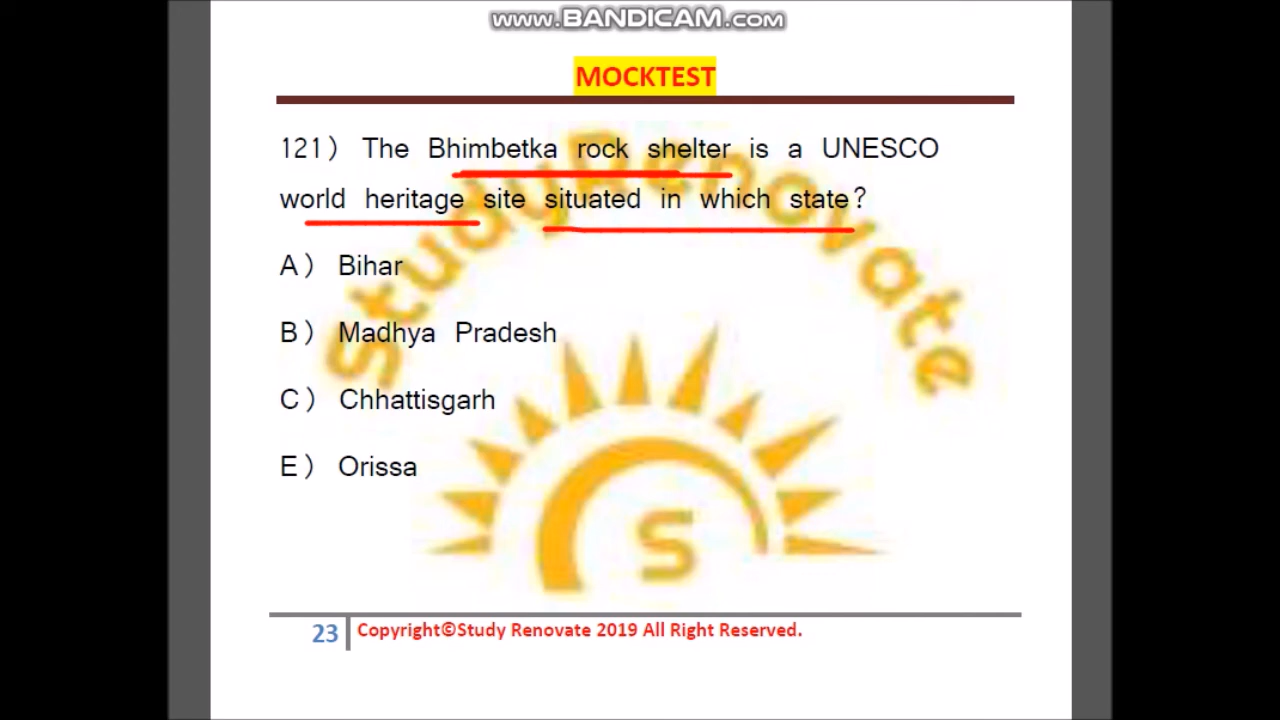 www.BANDICAM.com
MOCKTEST
121) The Bhimbetka rock shelter is a UNESCO
world heritage site situated in which state?
A) Bihar
B) Madhya Pradesh
C) Chhattisgarh
E) Orissa
Study Renovate
S
23 Copyright©Study Renovate 2019 All Right Reserved.